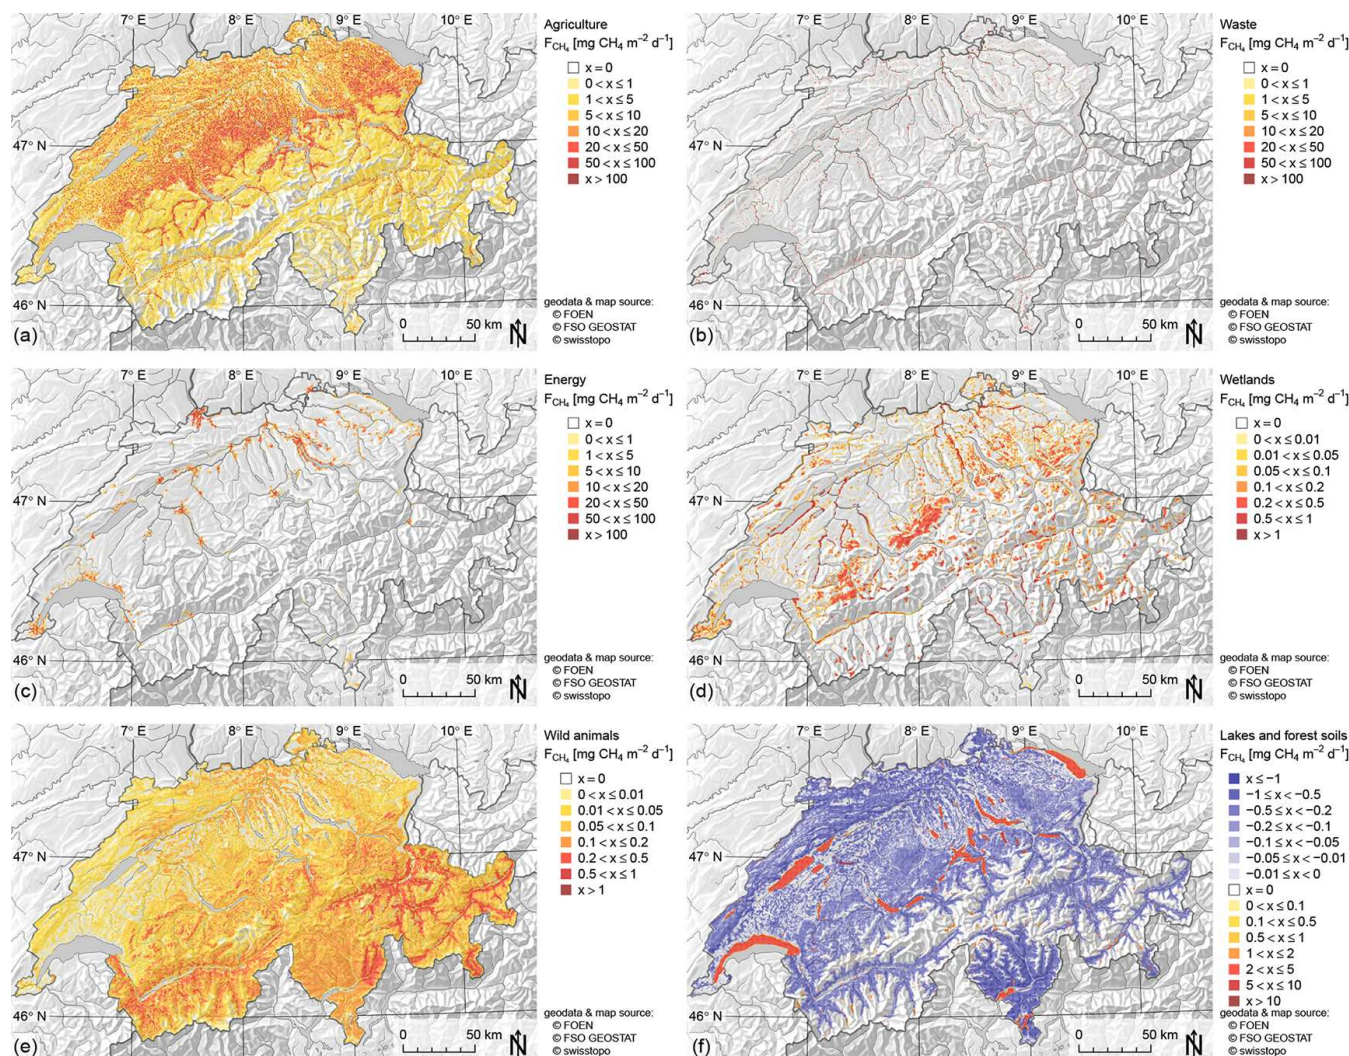 7° E 8° E 9° E 10° E
47° N
46° N
Agriculture
F_CH₄ [mg CH₄ m⁻² d⁻¹]
x = 0
0 < x ≤ 1
1 < x ≤ 5
5 < x ≤ 10
10 < x ≤ 20
20 < x ≤ 50
50 < x ≤ 100
x > 100
geodata & map source:
© FOEN
© FSO GEOSTAT
© swisstopo
0 50 km
N
(a)
7° E 8° E 9° E 10° E
47° N
46° N
Waste
F_CH₄ [mg CH₄ m⁻² d⁻¹]
x = 0
0 < x ≤ 1
1 < x ≤ 5
5 < x ≤ 10
10 < x ≤ 20
20 < x ≤ 50
50 < x ≤ 100
x > 100
geodata & map source:
© FOEN
© FSO GEOSTAT
© swisstopo
0 50 km
N
(b)
7° E 8° E 9° E 10° E
47° N
46° N
Energy
F_CH₄ [mg CH₄ m⁻² d⁻¹]
x = 0
0 < x ≤ 1
1 < x ≤ 5
5 < x ≤ 10
10 < x ≤ 20
20 < x ≤ 50
50 < x ≤ 100
x > 100
geodata & map source:
© FOEN
© FSO GEOSTAT
© swisstopo
0 50 km
N
(c)
7° E 8° E 9° E 10° E
47° N
46° N
Wetlands
F_CH₄ [mg CH₄ m⁻² d⁻¹]
x = 0
0 < x ≤ 0.01
0.01 < x ≤ 0.05
0.05 < x ≤ 0.1
0.1 < x ≤ 0.2
0.2 < x ≤ 0.5
0.5 < x ≤ 1
x > 1
geodata & map source:
© FOEN
© FSO GEOSTAT
© swisstopo
0 50 km
N
(d)
7° E 8° E 9° E 10° E
47° N
46° N
Wild animals
F_CH₄ [mg CH₄ m⁻² d⁻¹]
x = 0
0 < x ≤ 0.01
0.01 < x ≤ 0.05
0.05 < x ≤ 0.1
0.1 < x ≤ 0.2
0.2 < x ≤ 0.5
0.5 < x ≤ 1
x > 1
geodata & map source:
© FOEN
© FSO GEOSTAT
© swisstopo
0 50 km
N
(e)
7° E 8° E 9° E 10° E
47° N
46° N
Lakes and forest soils
F_CH₄ [mg CH₄ m⁻² d⁻¹]
x ≤ −1
−1 ≤ x < −0.5
−0.5 ≤ x < −0.2
−0.2 ≤ x < −0.1
−0.1 ≤ x < −0.05
−0.05 ≤ x < −0.01
−0.01 ≤ x < 0
x = 0
0 < x ≤ 0.1
0.1 < x ≤ 0.5
0.5 < x ≤ 1
1 < x ≤ 2
2 < x ≤ 5
5 < x ≤ 10
x > 10
geodata & map source:
© FOEN
© FSO GEOSTAT
© swisstopo
0 50 km
N
(f)